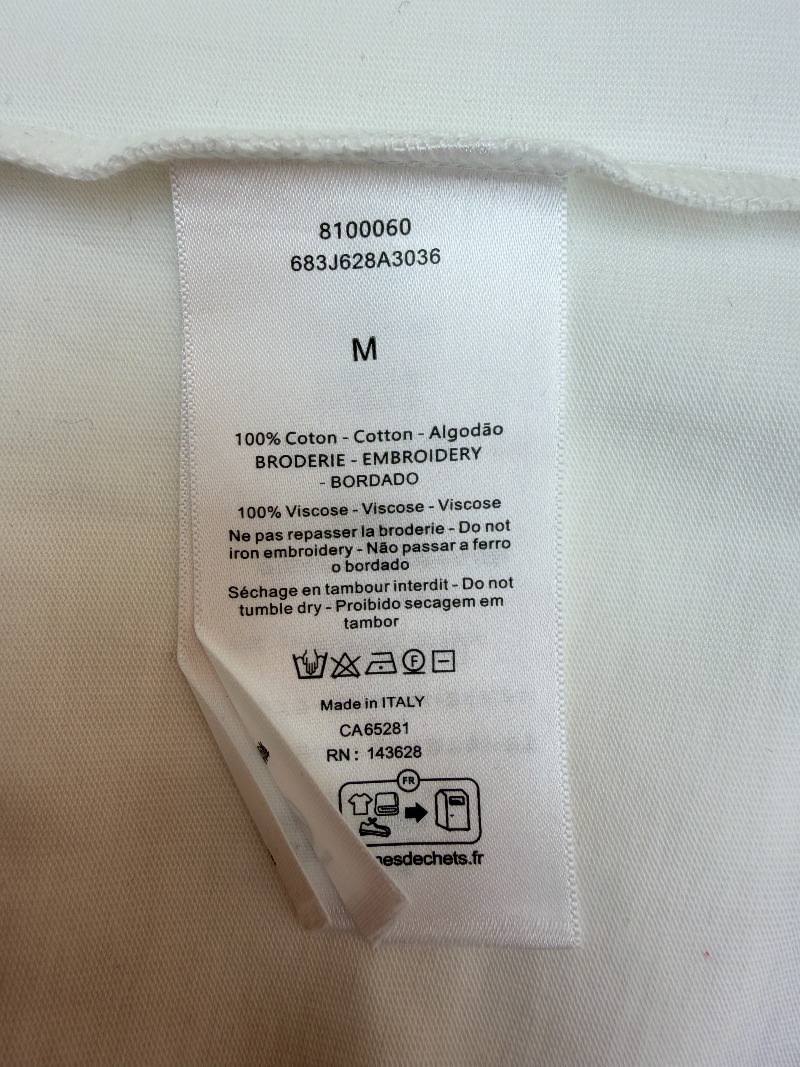 8100060
683J628A3036
M
100% Coton - Cotton - Algodão
BRODERIE - EMBROIDERY
- BORDADO
100% Viscose - Viscose - Viscose
Ne pas repasser la broderie - Do not
iron embroidery - Não passar a ferro
o bordado
Séchage en tambour interdit - Do not
tumble dry - Proibido secagem em
tambor
F
Made in ITALY
CA65281
RN : 143628
FR
mesdechets.fr